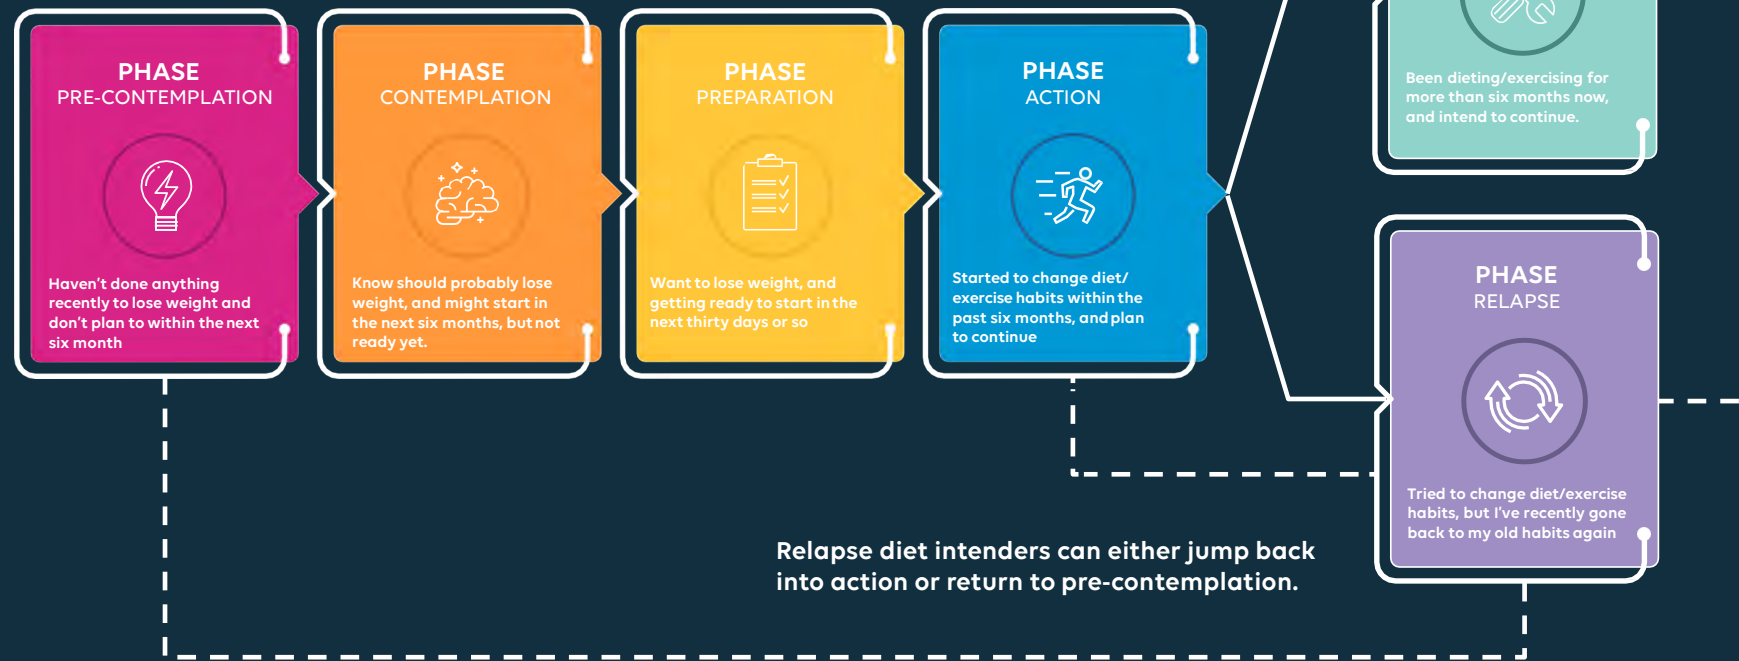 PHASE
PRE-CONTEMPLATION
Haven't done anything
recently to lose weight and
don't plan to within the next
six month
PHASE
CONTEMPLATION
Know should probably lose
weight, and might start in
the next six months, but not
ready yet.
PHASE
PREPARATION
Want to lose weight, and
getting ready to start in the
next thirty days or so
PHASE
ACTION
Started to change diet/
exercise habits within the
past six months, and plan
to continue
Been dieting/exercising for
more than six months now,
and intend to continue.
PHASE
RELAPSE
Tried to change diet/exercise
habits, but I've recently gone
back to my old habits again
Relapse diet intenders can either jump back
into action or return to pre-contemplation.